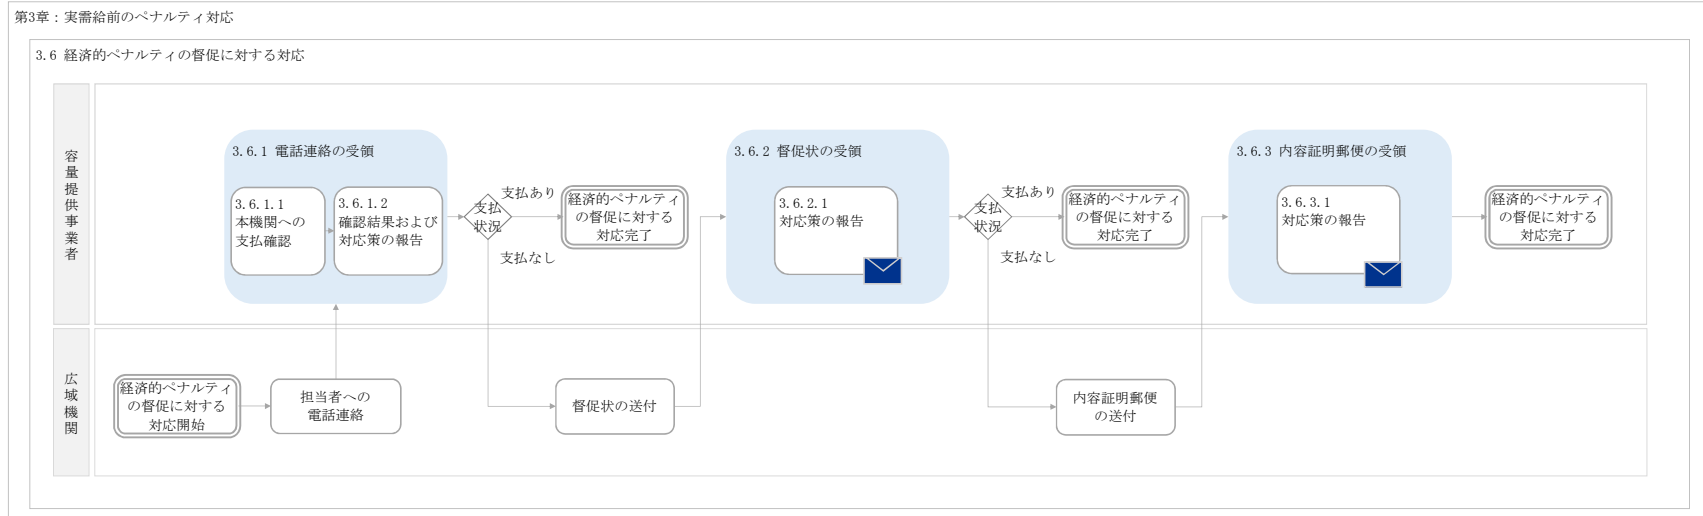 第3章：実需給前のペナルティ対応
3.6 経済的ペナルティの督促に対する対応
容量提供事業者
3.6.1 電話連絡の受領
3.6.1.1
本機関への
支払確認
3.6.1.2
確認結果および
対応策の報告
支払
状況
支払あり
支払なし
経済的ペナルティ
の督促に対する
対応完了
3.6.2 督促状の受領
3.6.2.1
対応策の報告
支払
状況
支払あり
支払なし
経済的ペナルティ
の督促に対する
対応完了
3.6.3 内容証明郵便の受領
3.6.3.1
対応策の報告
経済的ペナルティ
の督促に対する
対応完了
広域機関
経済的ペナルティ
の督促に対する
対応開始
担当者への
電話連絡
督促状の送付
内容証明郵便
の送付